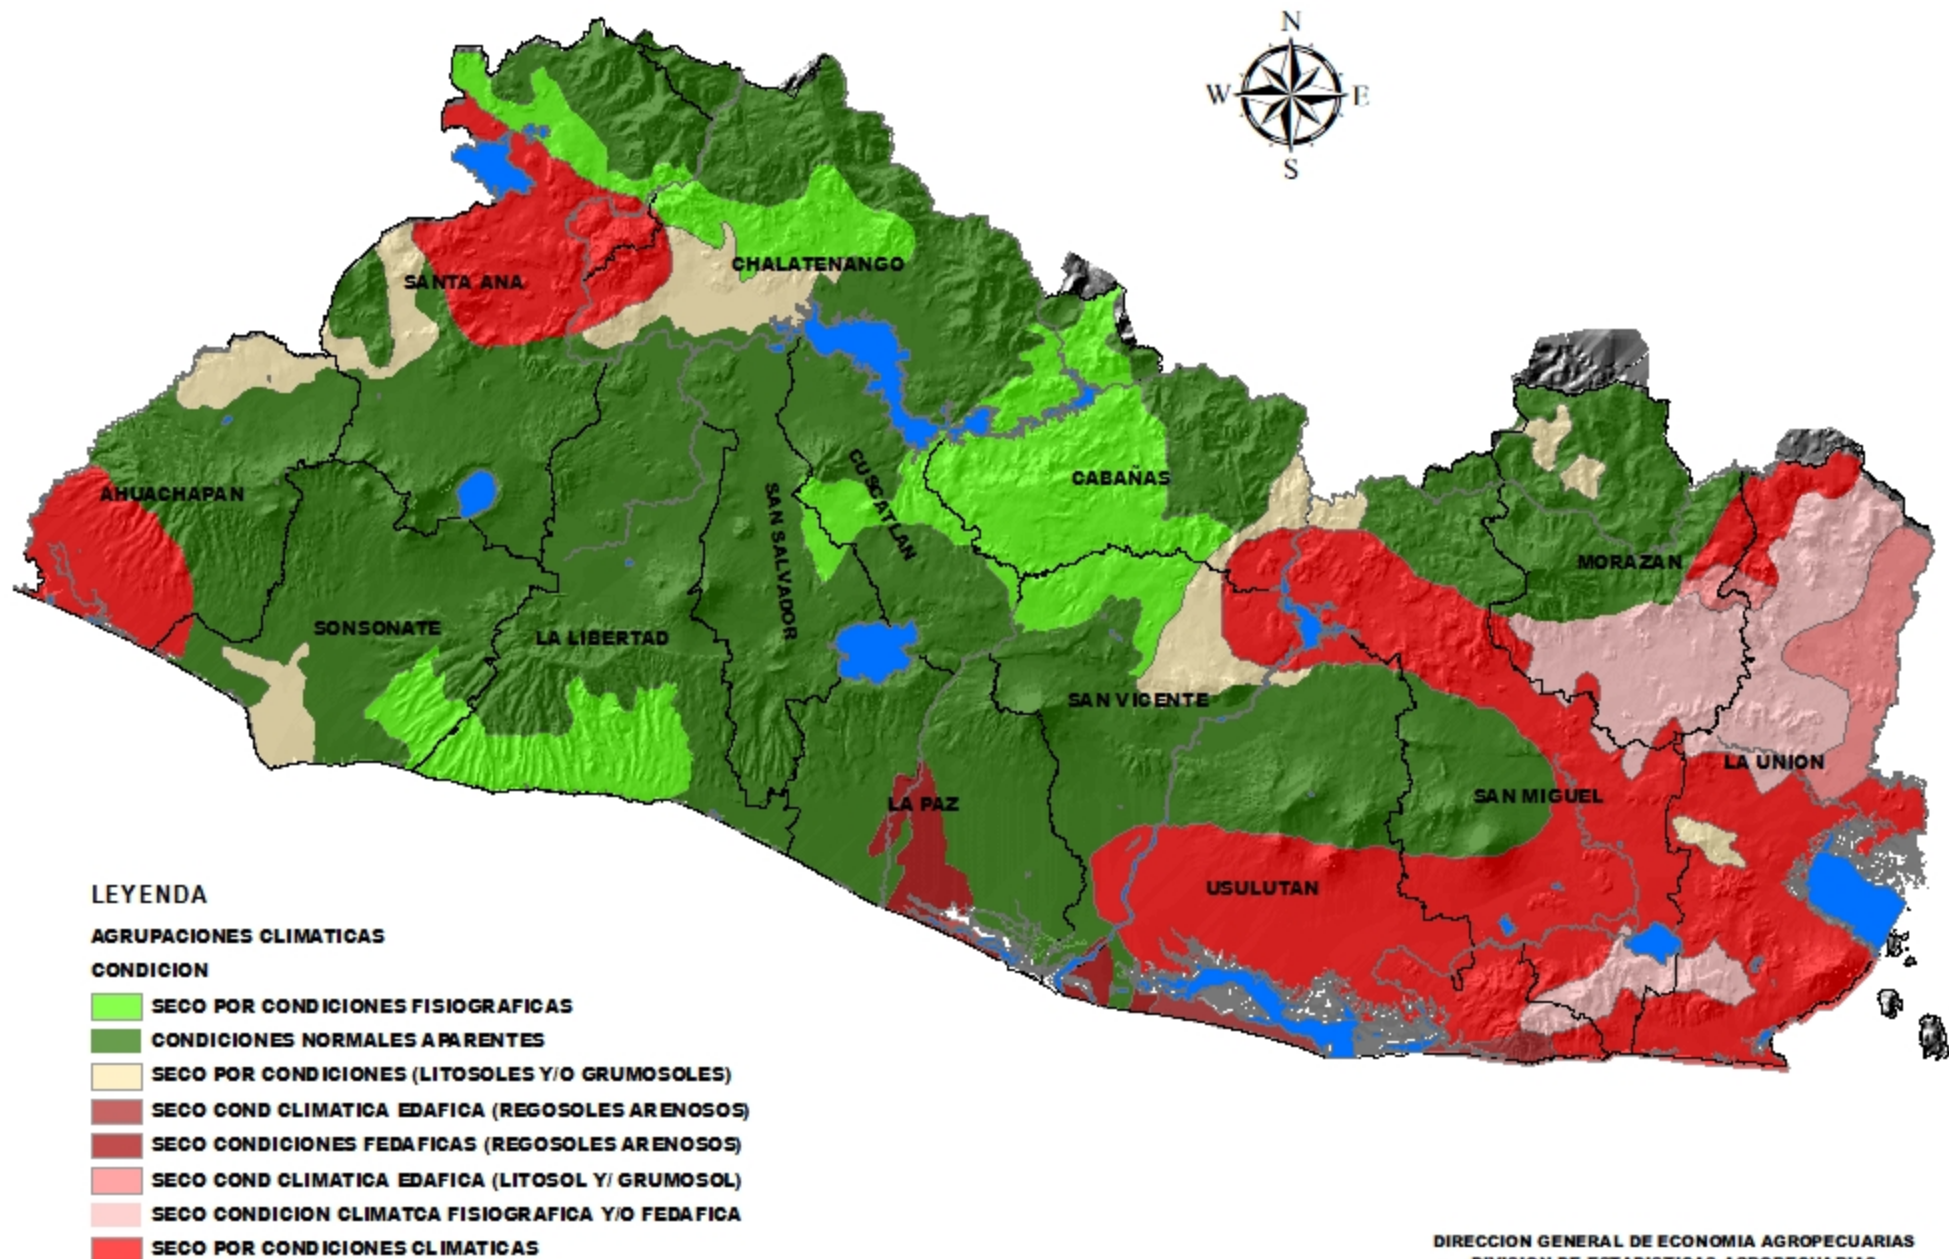 N
W E
S
CHALATENANGO
SANTA ANA
CABAÑAS
CUSCATLAN
AHUACHAPAN
SAN SALVADOR
MORAZAN
SONSONATE
LA LIBERTAD
SAN VICENTE
LA UNION
SAN MIGUEL
LA PAZ
USULUTAN
LEYENDA
AGRUPACIONES CLIMATICAS
CONDICION
SECO POR CONDICIONES FISIOGRAFICAS
CONDICIONES NORMALES APARENTES
SECO POR CONDICIONES (LITOSOLES Y/O GRUMOSOLES)
SECO COND CLIMATICA EDAFICA (REGOSOLES ARENOSOS)
SECO CONDICIONES FEDAFICAS (REGOSOLES ARENOSOS)
SECO COND CLIMATICA EDAFICA (LITOSOL Y/ GRUMOSOL)
SECO CONDICION CLIMATCA FISIOGRAFICA Y/O FEDAFICA
SECO POR CONDICIONES CLIMATICAS
DIRECCION GENERAL DE ECONOMIA AGROPECUARIAS